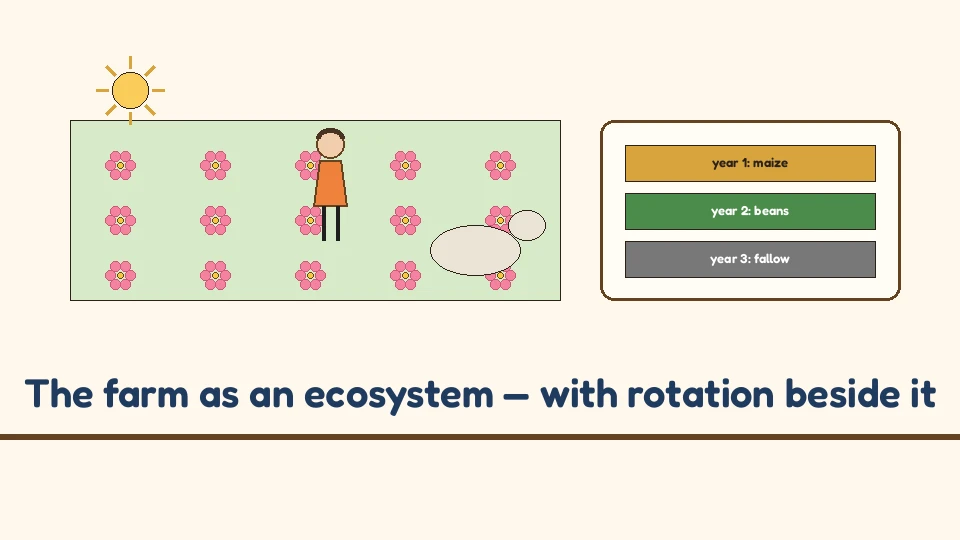 year 1: maize
year 2: beans
year 3: fallow
The farm as an ecosystem — with rotation beside it